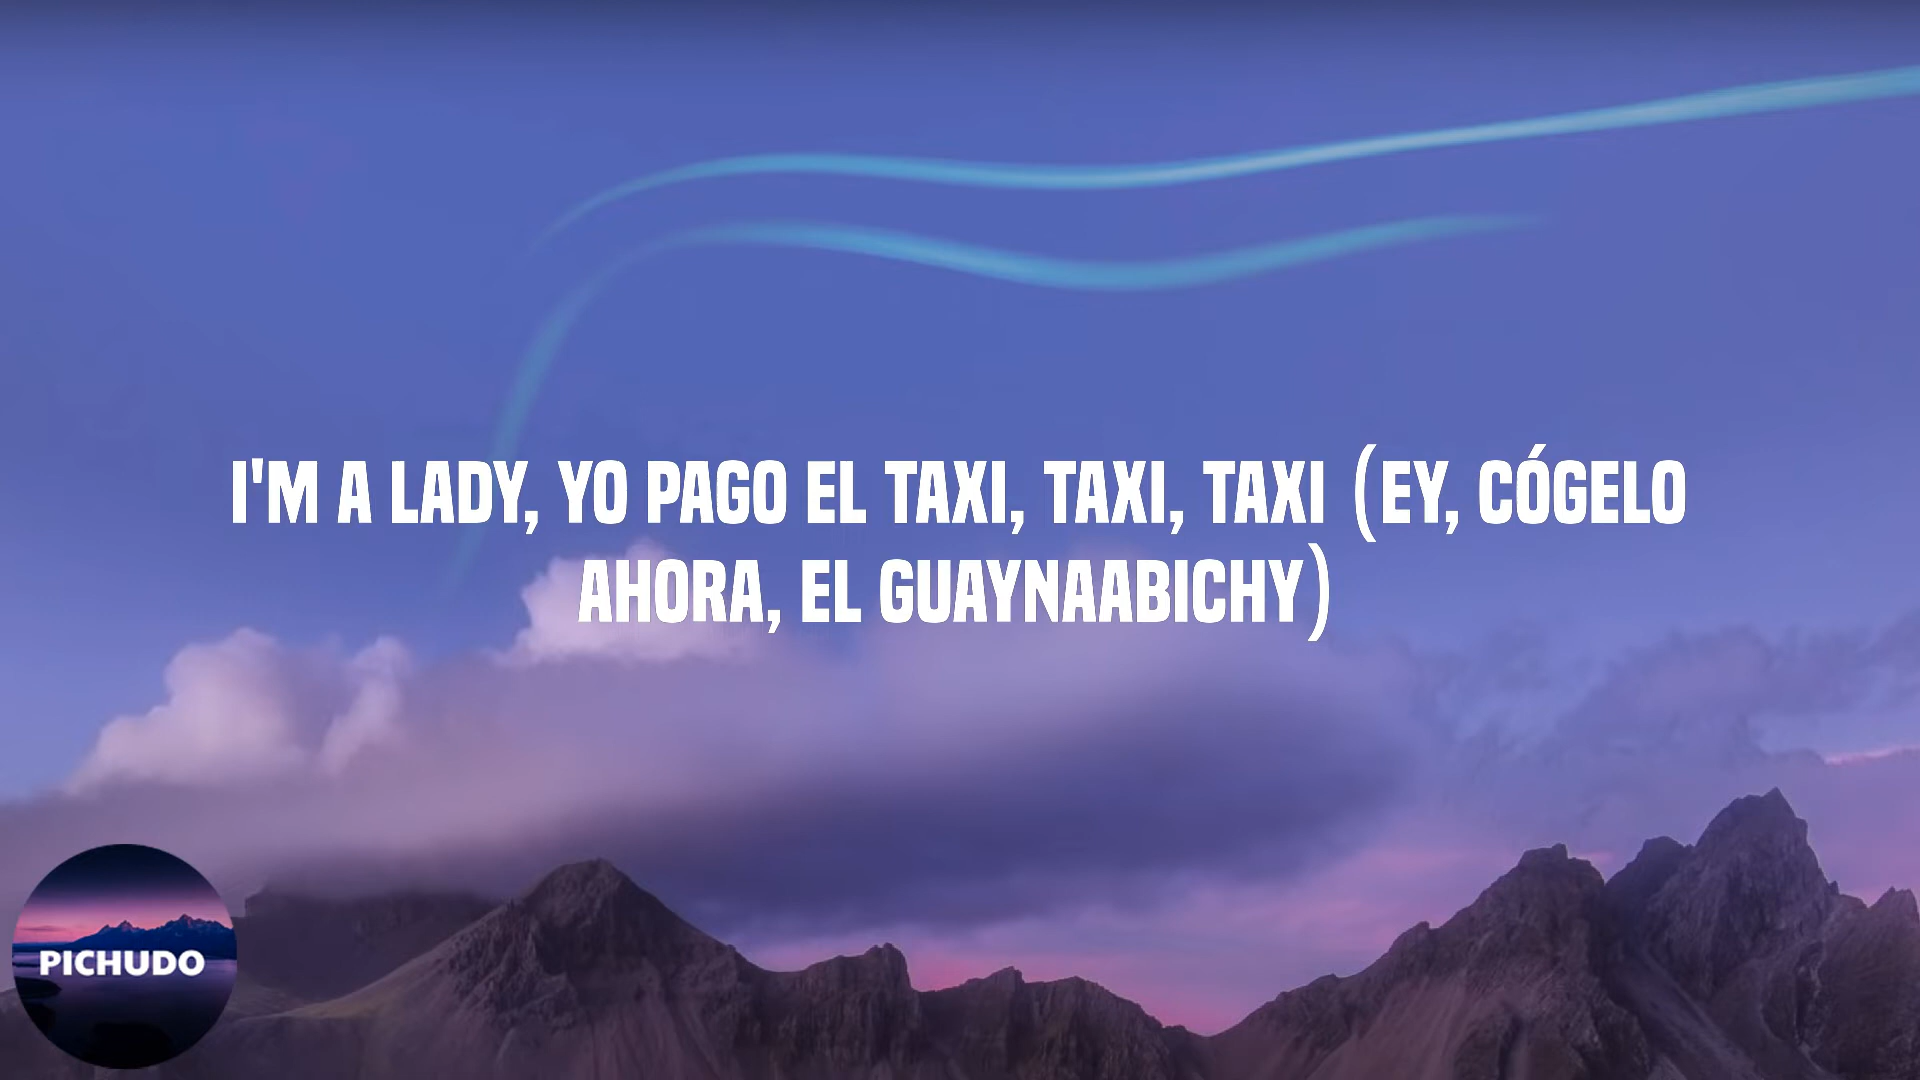 I'M A LADY, YO PAGO EL TAXI, TAXI, TAXI (EY, CÓGELO
AHORA, EL GUAYNAABICHY)
PICHUDO